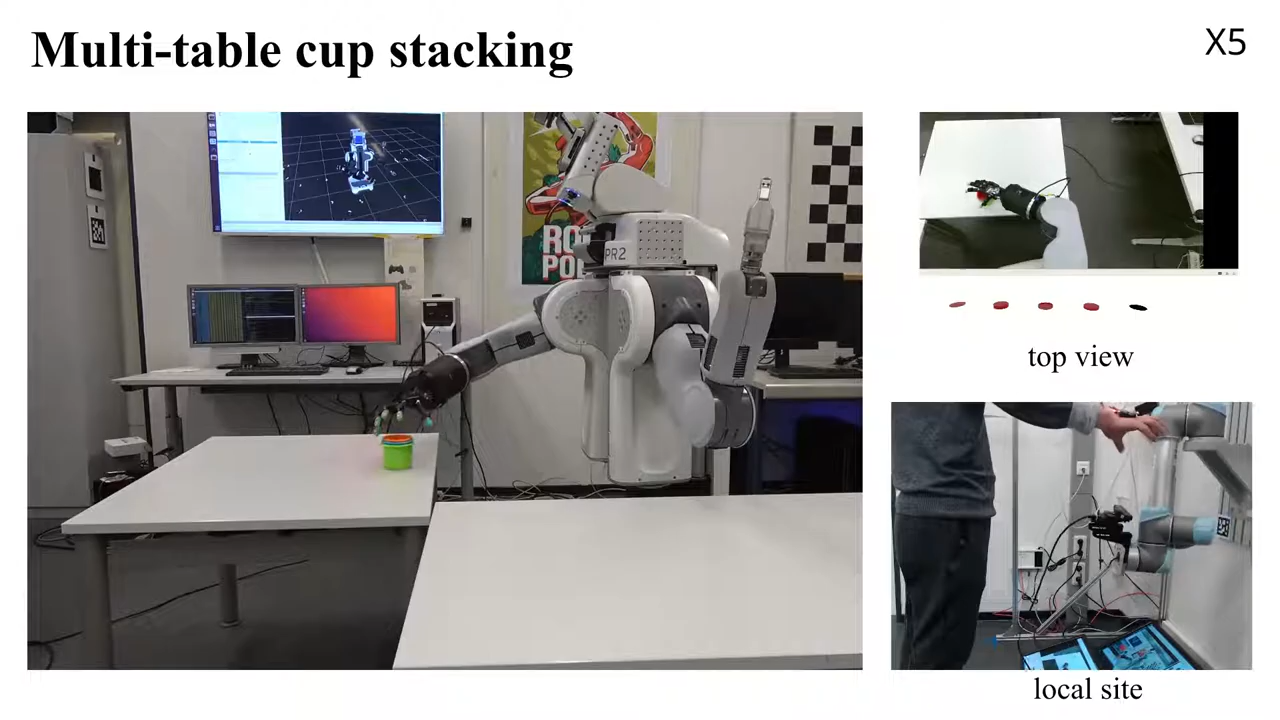 Multi-table cup stacking
X5
PR2
top view
local site